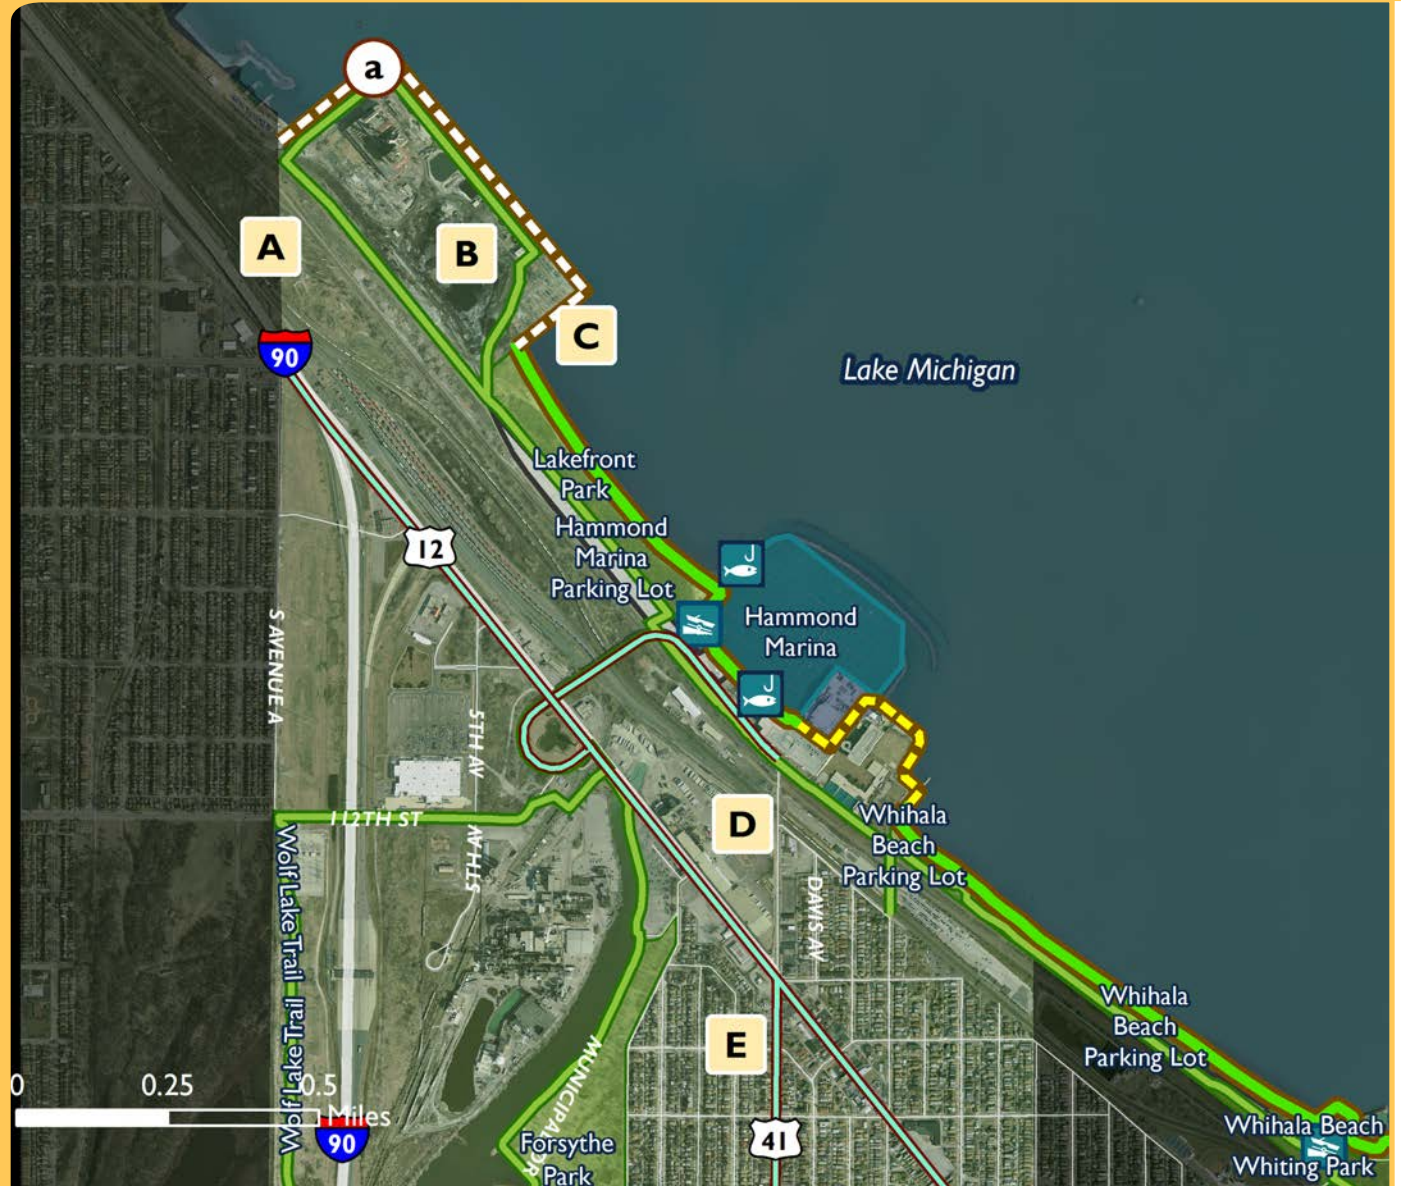 a
A
B
C
90
Lake Michigan
Lakefront
Park
12
Hammond
Marina
Parking Lot
Hammond
Marina
S AVENUE A
5TH AV
5TH AV
112TH ST
D
Whihala
Beach
Parking Lot
DAVIS AV
Wolf Lake Trail
Wolf Lake Trail
E
Whihala
Beach
Parking Lot
MUNICIPAL DR
0 0.25 0.5
Miles
90
41
Forsythe
Park
Whihala Beach
Whiting Park